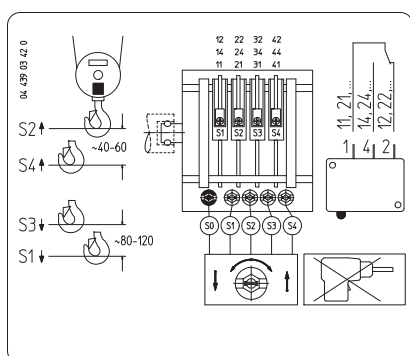 04 439 03 42 0
S2
~40-60
S4
S3
~80-120
S1
12 22 32 42
14 24 34 44
11 21 31 41
S1 S2 S3 S4
S0 S1 S2 S3 S4
11, 21, ...
14, 24, ...
12, 22, ...
1 4 2